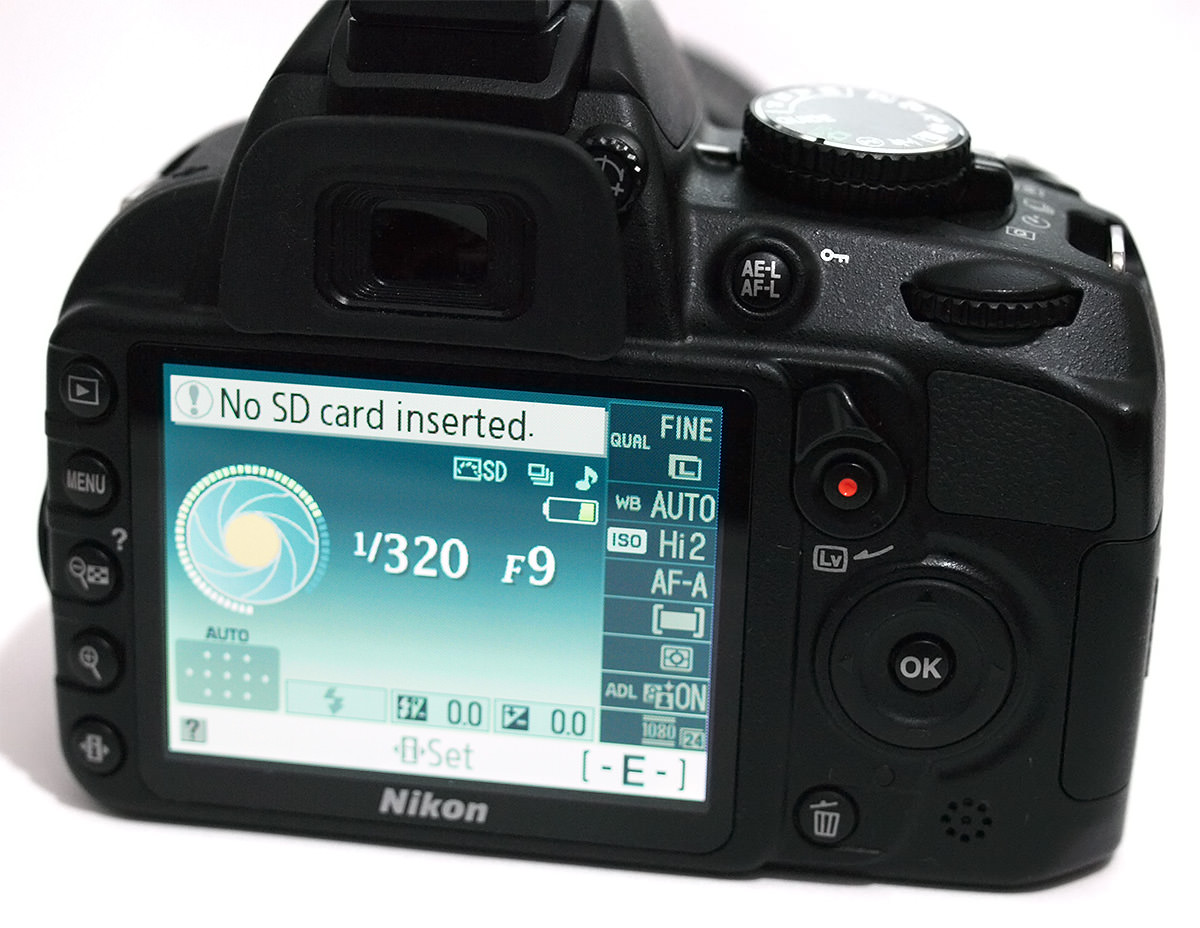 AE-L
AF-L
No SD card inserted.
QUAL FINE
L
SD
WB AUTO
ISO Hi2
1/320 F9
AF-A
MENU
?
Lv
OK
AUTO
ADL ON
0.0 0.0
1080 24
?
Set
[-E-]
Nikon